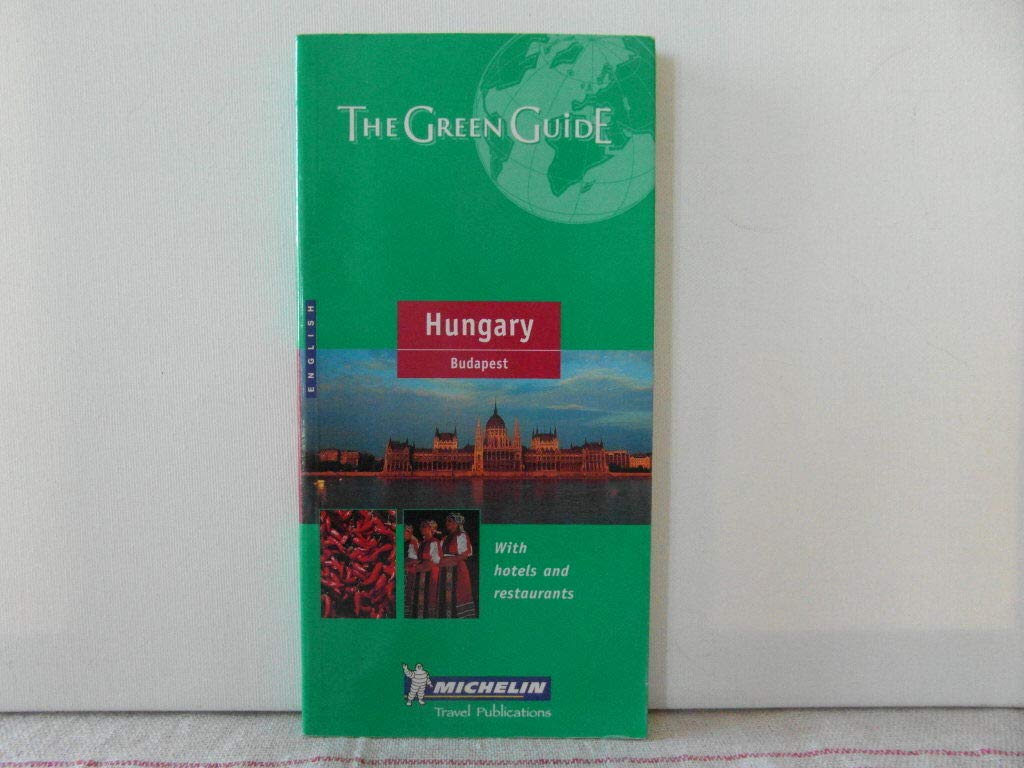 THE GREEN GUIDE
ENGLISH
Hungary
Budapest
With
hotels and
restaurants
MICHELIN
Travel Publications